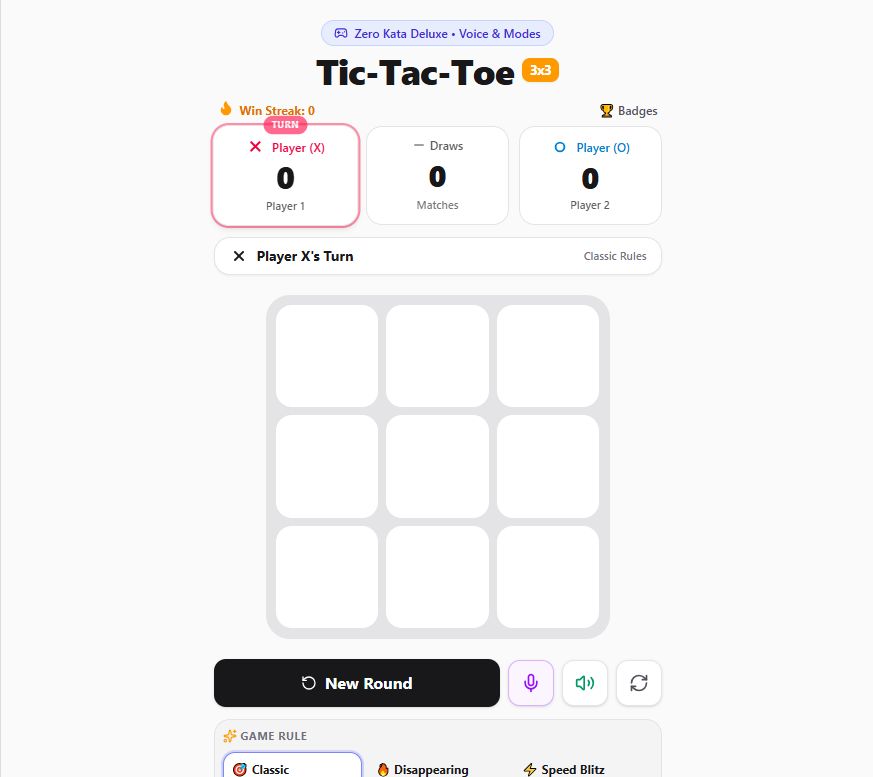 Zero Kata Deluxe • Voice & Modes
Tic-Tac-Toe 3x3
Win Streak: 0
Badges
TURN
Player (X)
0
Player 1
Draws
0
Matches
Player (O)
0
Player 2
Player X's Turn
Classic Rules
New Round
GAME RULE
Classic
Disappearing
Speed Blitz